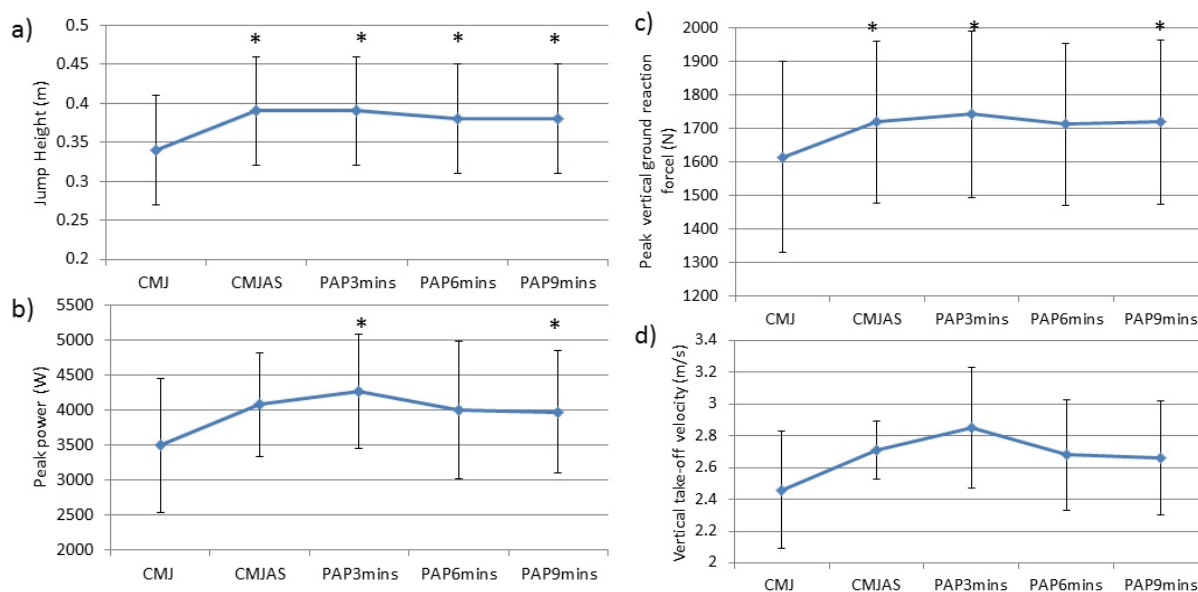 a)
Jump Height (m)
0.5
0.45
0.4
0.35
0.3
0.25
0.2
* * * *
CMJ CMJAS PAP3mins PAP6mins PAP9mins
b)
Peak power (W)
5500
5000
4500
4000
3500
3000
2500
2000
* *
CMJ CMJAS PAP3mins PAP6mins PAP9mins
c)
Peak vertical ground reaction
forcel (N)
2000
1900
1800
1700
1600
1500
1400
1300
1200
* * *
CMJ CMJAS PAP3mins PAP6mins PAP9mins
d)
Vertical take-off velocity (m/s)
3.4
3.2
3
2.8
2.6
2.4
2.2
2
CMJ CMJAS PAP3mins PAP6mins PAP9mins